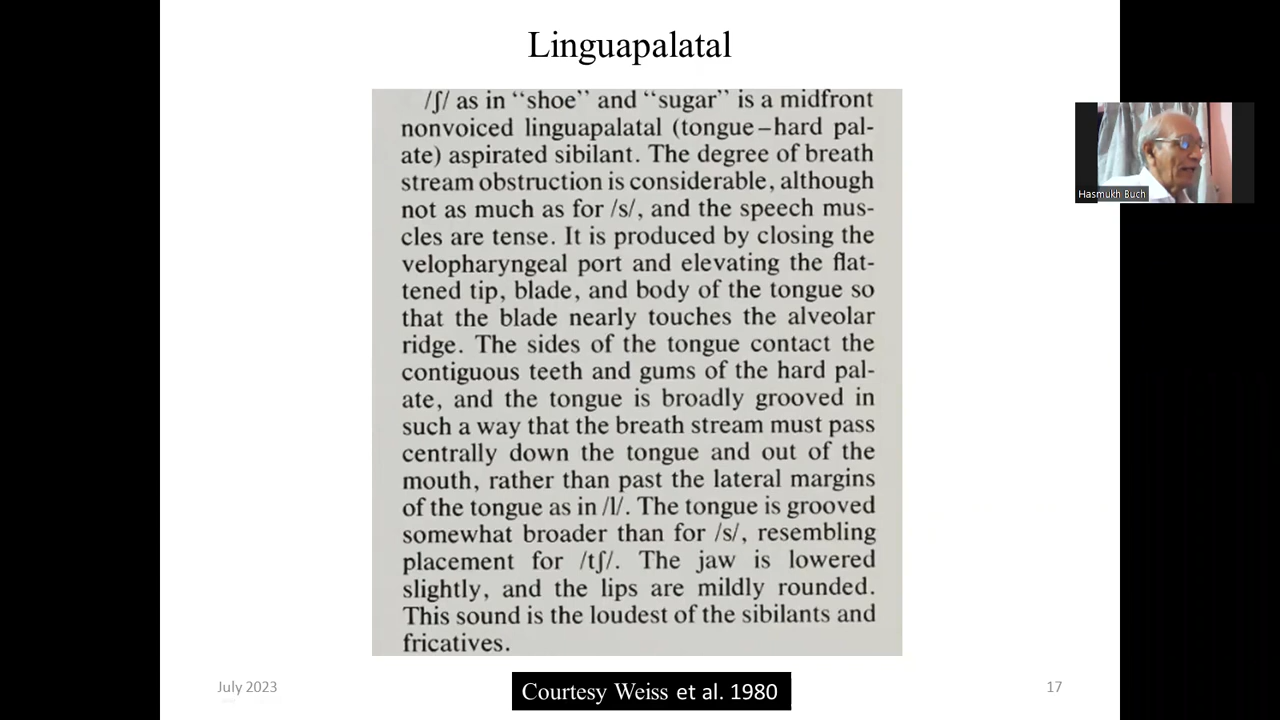 Linguapalatal
/ʃ/ as in “shoe” and “sugar” is a midfront
nonvoiced linguapalatal (tongue–hard pal-
ate) aspirated sibilant. The degree of breath
stream obstruction is considerable, although
not as much as for /s/, and the speech mus-
cles are tense. It is produced by closing the
velopharyngeal port and elevating the flat-
tened tip, blade, and body of the tongue so
that the blade nearly touches the alveolar
ridge. The sides of the tongue contact the
contiguous teeth and gums of the hard pal-
ate, and the tongue is broadly grooved in
such a way that the breath stream must pass
centrally down the tongue and out of the
mouth, rather than past the lateral margins
of the tongue as in /l/. The tongue is grooved
somewhat broader than for /s/, resembling
placement for /tʃ/. The jaw is lowered
slightly, and the lips are mildly rounded.
This sound is the loudest of the sibilants and
fricatives.
Hasmukh Buch
July 2023
Courtesy Weiss et al. 1980
17